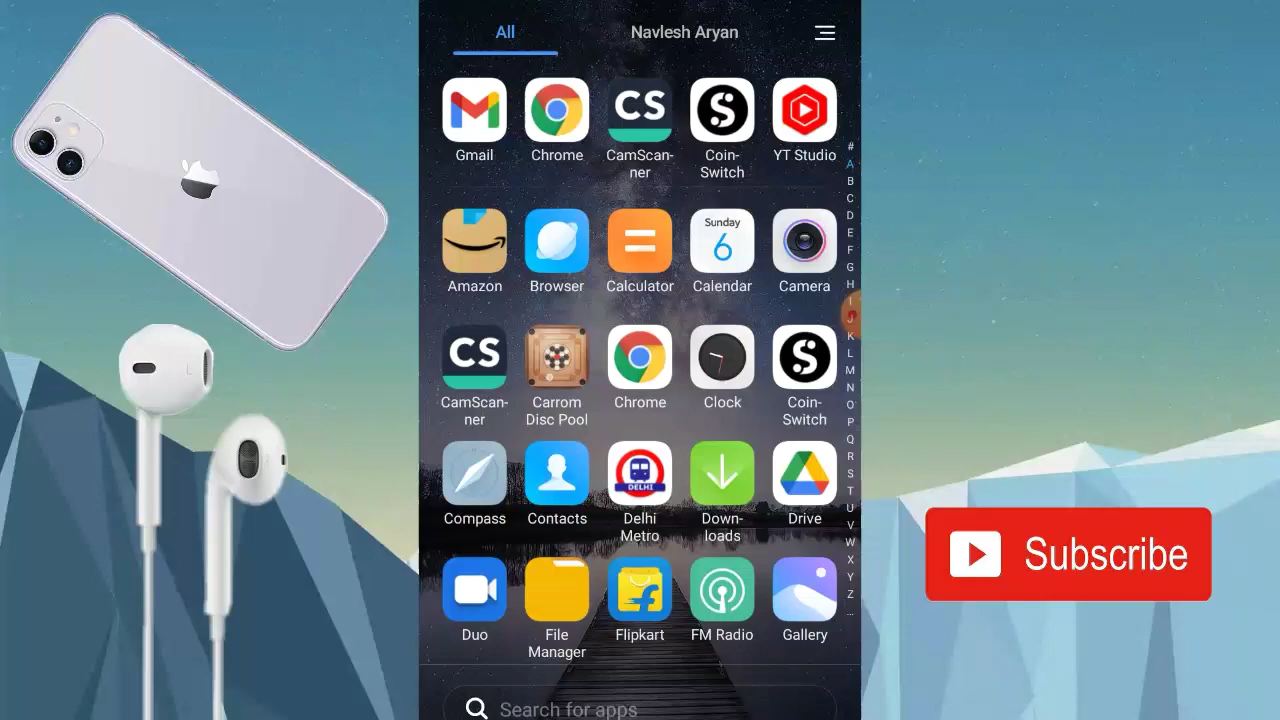 All
Navlesh Aryan
CS
Gmail
Chrome
CamScan-
ner
Coin-
Switch
YT Studio
Sunday
6
Amazon
Browser
Calculator
Calendar
Camera
CS
CamScan-
ner
Carrom
Disc Pool
Chrome
Clock
Coin-
Switch
DELHI
Compass
Contacts
Delhi
Metro
Down-
loads
Drive
Duo
File
Manager
Flipkart
FM Radio
Gallery
Search for apps
#
A
B
C
D
E
F
G
H
I
J
K
L
M
N
O
P
Q
R
S
T
U
V
W
X
Y
Z
...
L
Subscribe